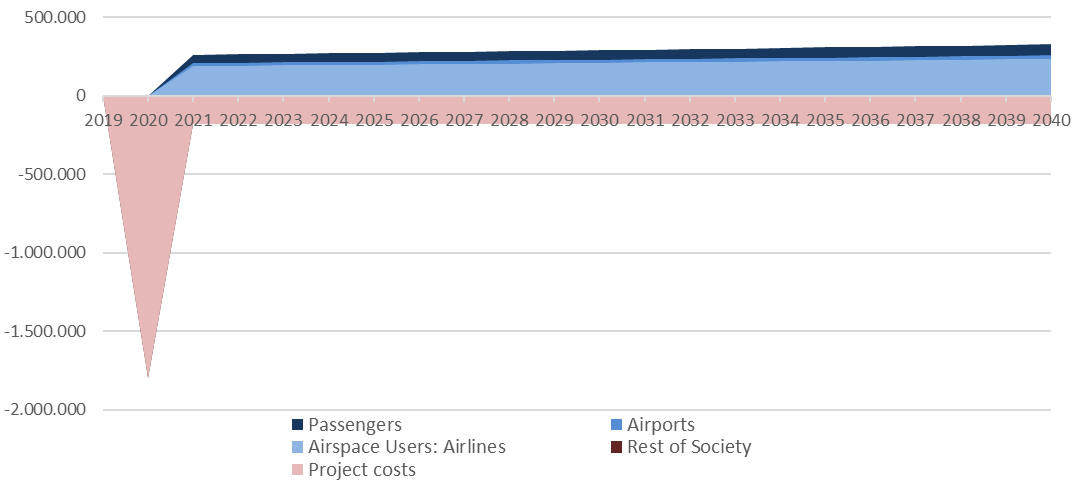 500.000
0
2019 2020 2021 2022 2023 2024 2025 2026 2027 2028 2029 2030 2031 2032 2033 2034 2035 2036 2037 2038 2039 2040
-500.000
-1.000.000
-1.500.000
-2.000.000
Passengers Airports
Airspace Users: Airlines Rest of Society
Project costs